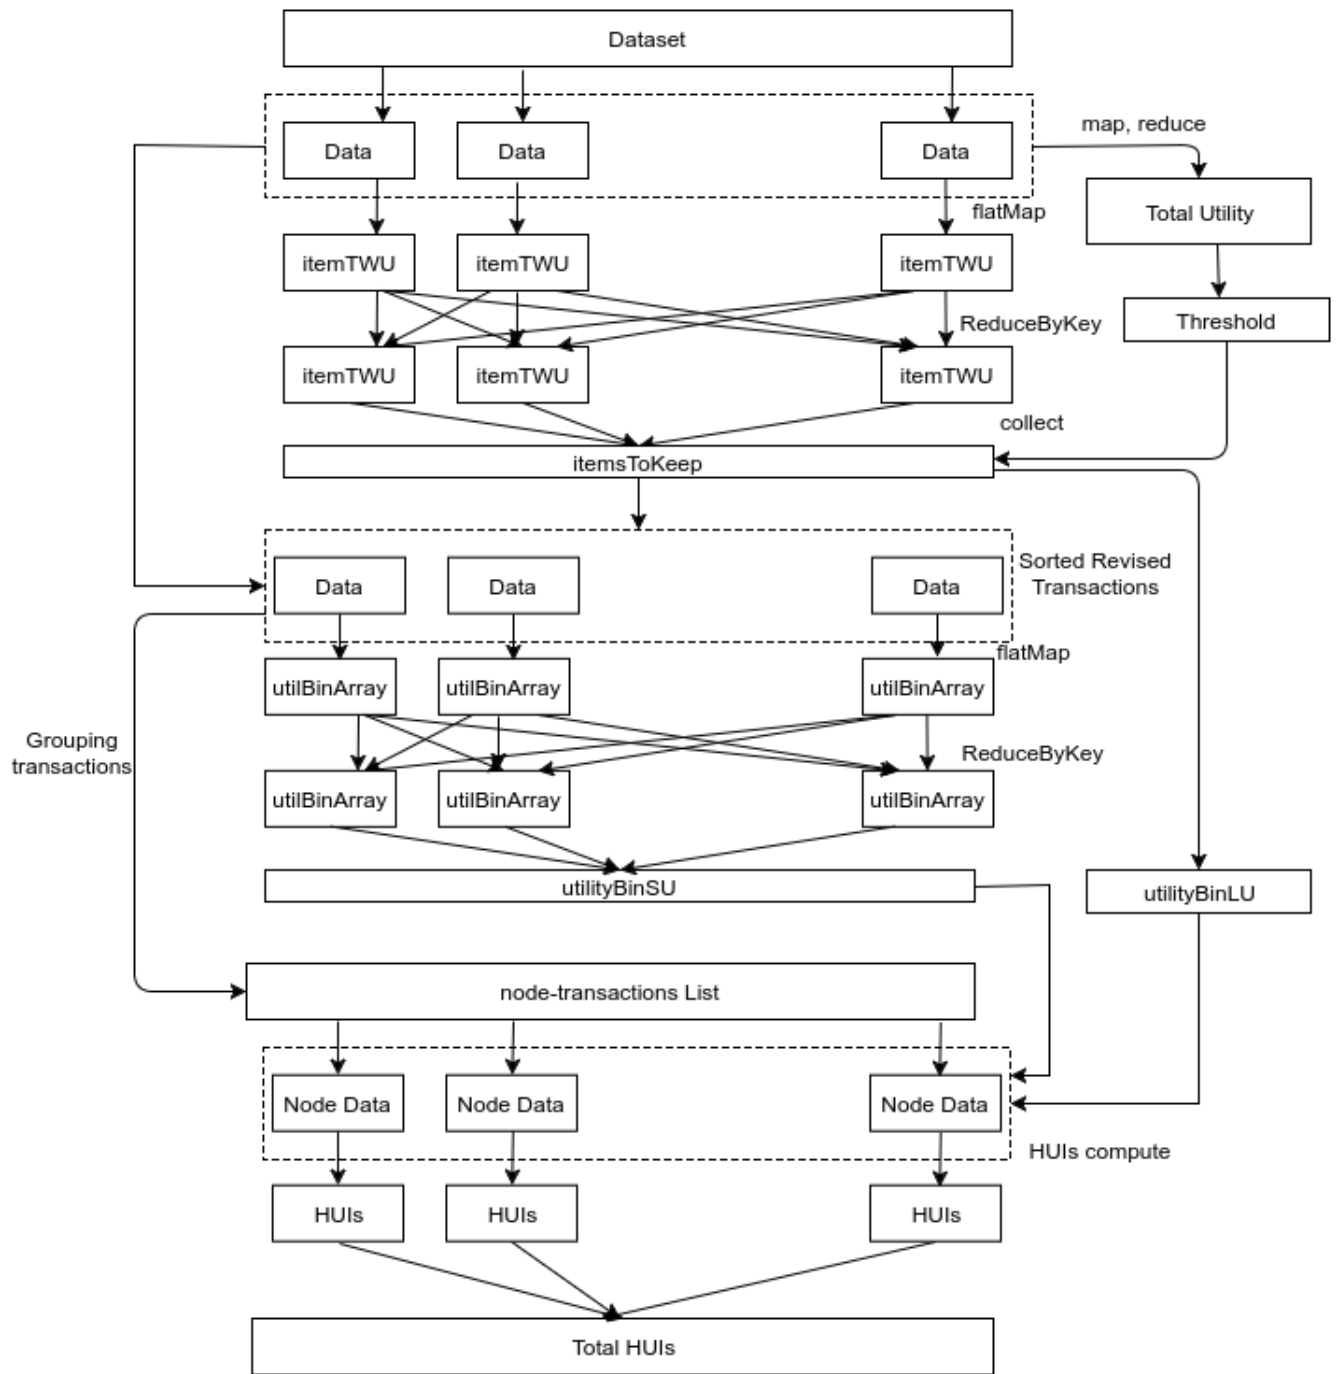 Dataset
map, reduce
Data
Data
Data
flatMap
Total Utility
itemTWU
itemTWU
itemTWU
ReduceByKey
Threshold
itemTWU
itemTWU
itemTWU
collect
itemsToKeep
Sorted Revised
Transactions
Data
Data
Data
flatMap
utilBinArray
utilBinArray
utilBinArray
Grouping
transactions
ReduceByKey
utilBinArray
utilBinArray
utilBinArray
utilityBinSU
utilityBinLU
node-transactions List
Node Data
Node Data
Node Data
HUIs compute
HUIs
HUIs
HUIs
Total HUIs